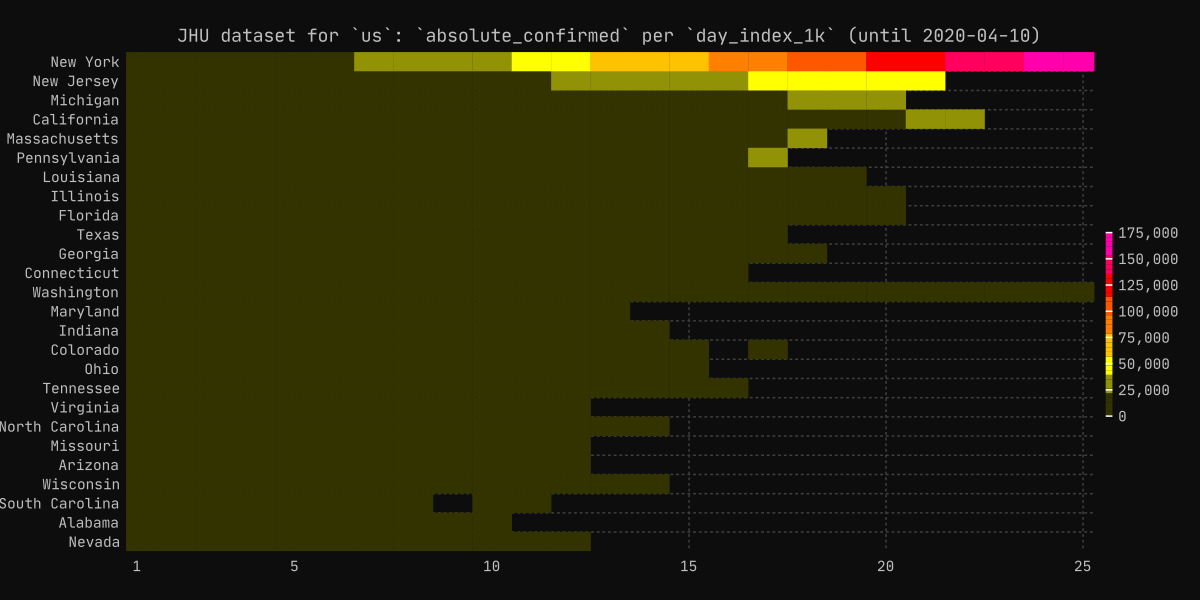 JHU dataset for `us`: `absolute_confirmed` per `day_index_1k` (until 2020-04-10)
New York
New Jersey
Michigan
California
Massachusetts
Pennsylvania
Louisiana
Illinois
Florida
Texas
Georgia
Connecticut
Washington
Maryland
Indiana
Colorado
Ohio
Tennessee
Virginia
North Carolina
Missouri
Arizona
Wisconsin
South Carolina
Alabama
Nevada
1 5 10 15 20 25
175,000
150,000
125,000
100,000
75,000
50,000
25,000
0